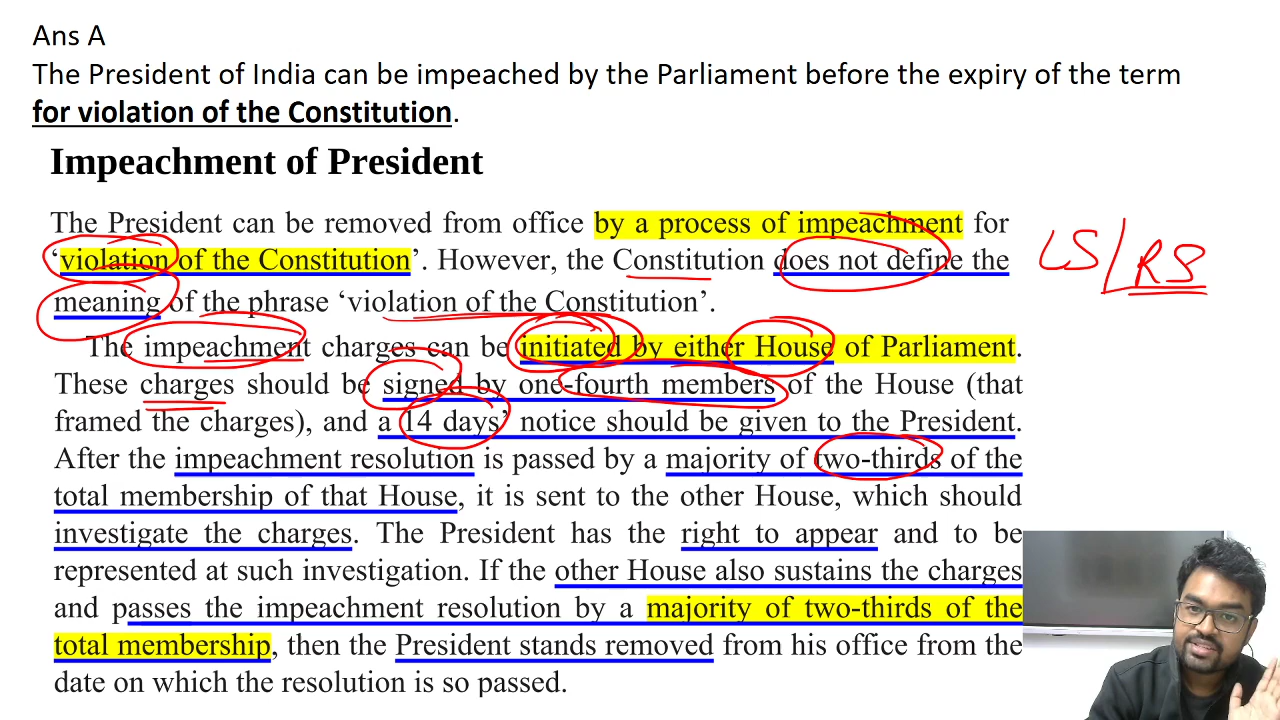 Ans A
The President of India can be impeached by the Parliament before the expiry of the term
for violation of the Constitution.
Impeachment of President
The President can be removed from office by a process of impeachment for
‘violation of the Constitution’. However, the Constitution does not define the
meaning of the phrase ‘violation of the Constitution’.
LS/RS
The impeachment charges can be initiated by either House of Parliament.
These charges should be signed by one-fourth members of the House (that
framed the charges), and a 14 days’ notice should be given to the President.
After the impeachment resolution is passed by a majority of two-thirds of the
total membership of that House, it is sent to the other House, which should
investigate the charges. The President has the right to appear and to be
represented at such investigation. If the other House also sustains the charges
and passes the impeachment resolution by a majority of two-thirds of the
total membership, then the President stands removed from his office from the
date on which the resolution is so passed.